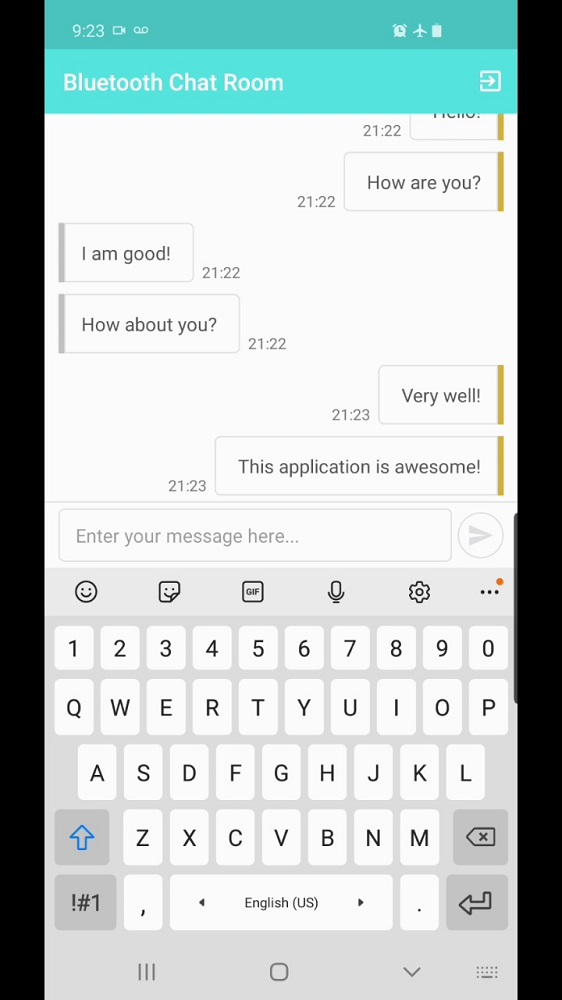 9:23
Bluetooth Chat Room
Hello!
21:22
How are you?
21:22
I am good!
21:22
How about you?
21:22
Very well!
21:23
This application is awesome!
21:23
Enter your message here...
GIF
1 2 3 4 5 6 7 8 9 0
Q W E R T Y U I O P
A S D F G H J K L
Z X C V B N M
!#1 , English (US) .